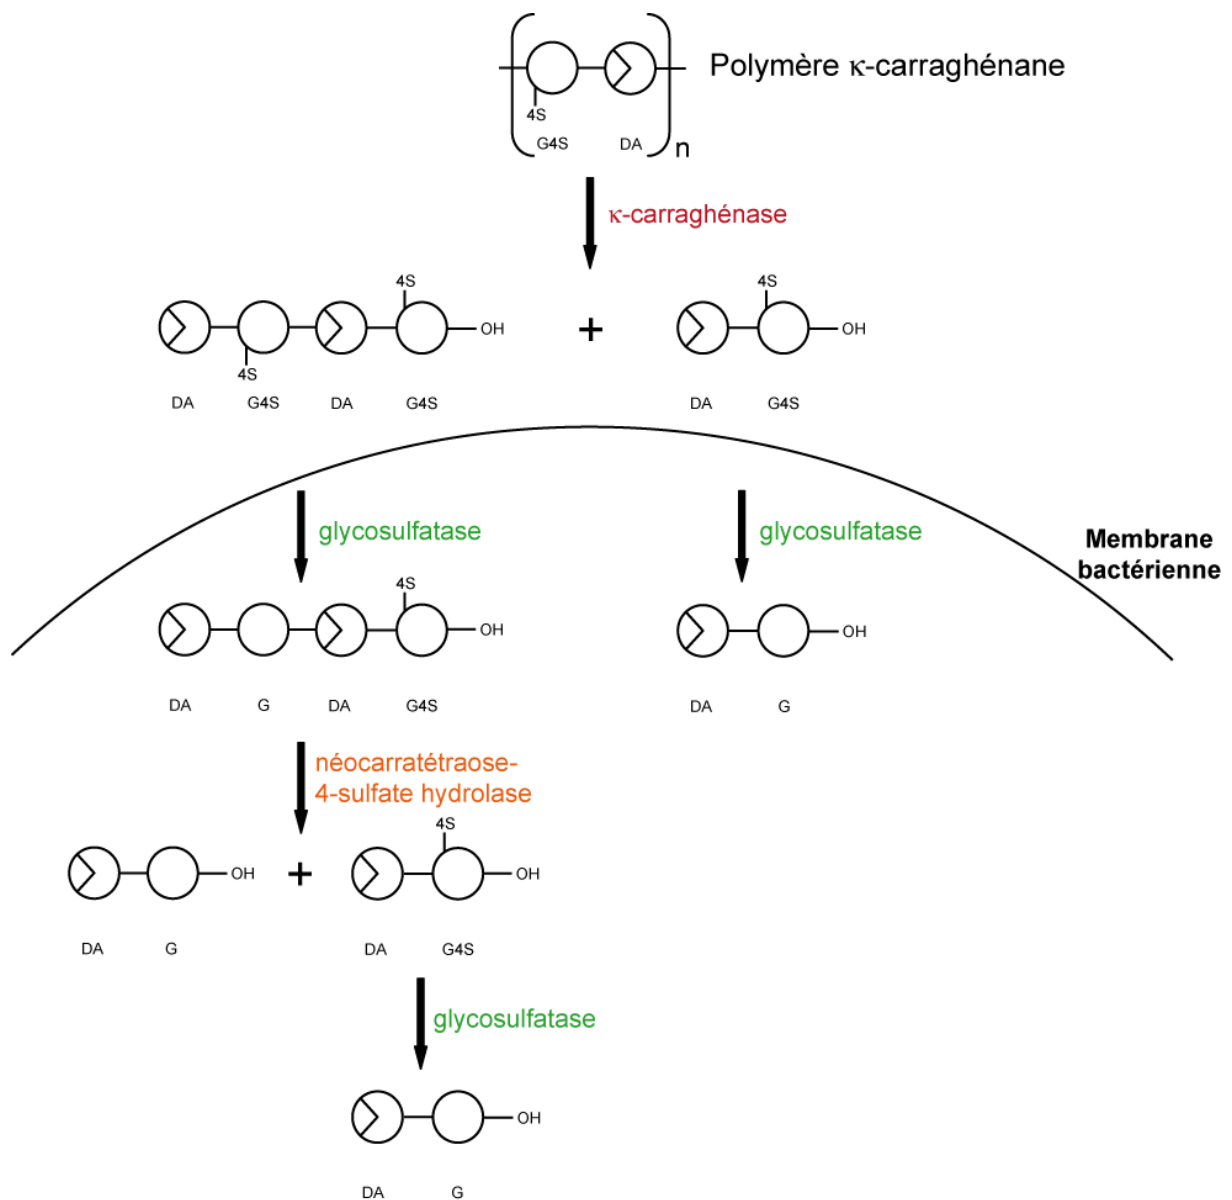 4S
Polymère κ-carraghénane
G4S DA n
κ-carraghénase
4S 4S
OH + OH
4S
DA G4S DA G4S DA G4S
glycosulfatase glycosulfatase
Membrane
bactérienne
4S
OH OH
DA G DA G4S DA G
néocarratétraose-
4-sulfate hydrolase
4S
OH + OH
DA G DA G4S
glycosulfatase
OH
DA G